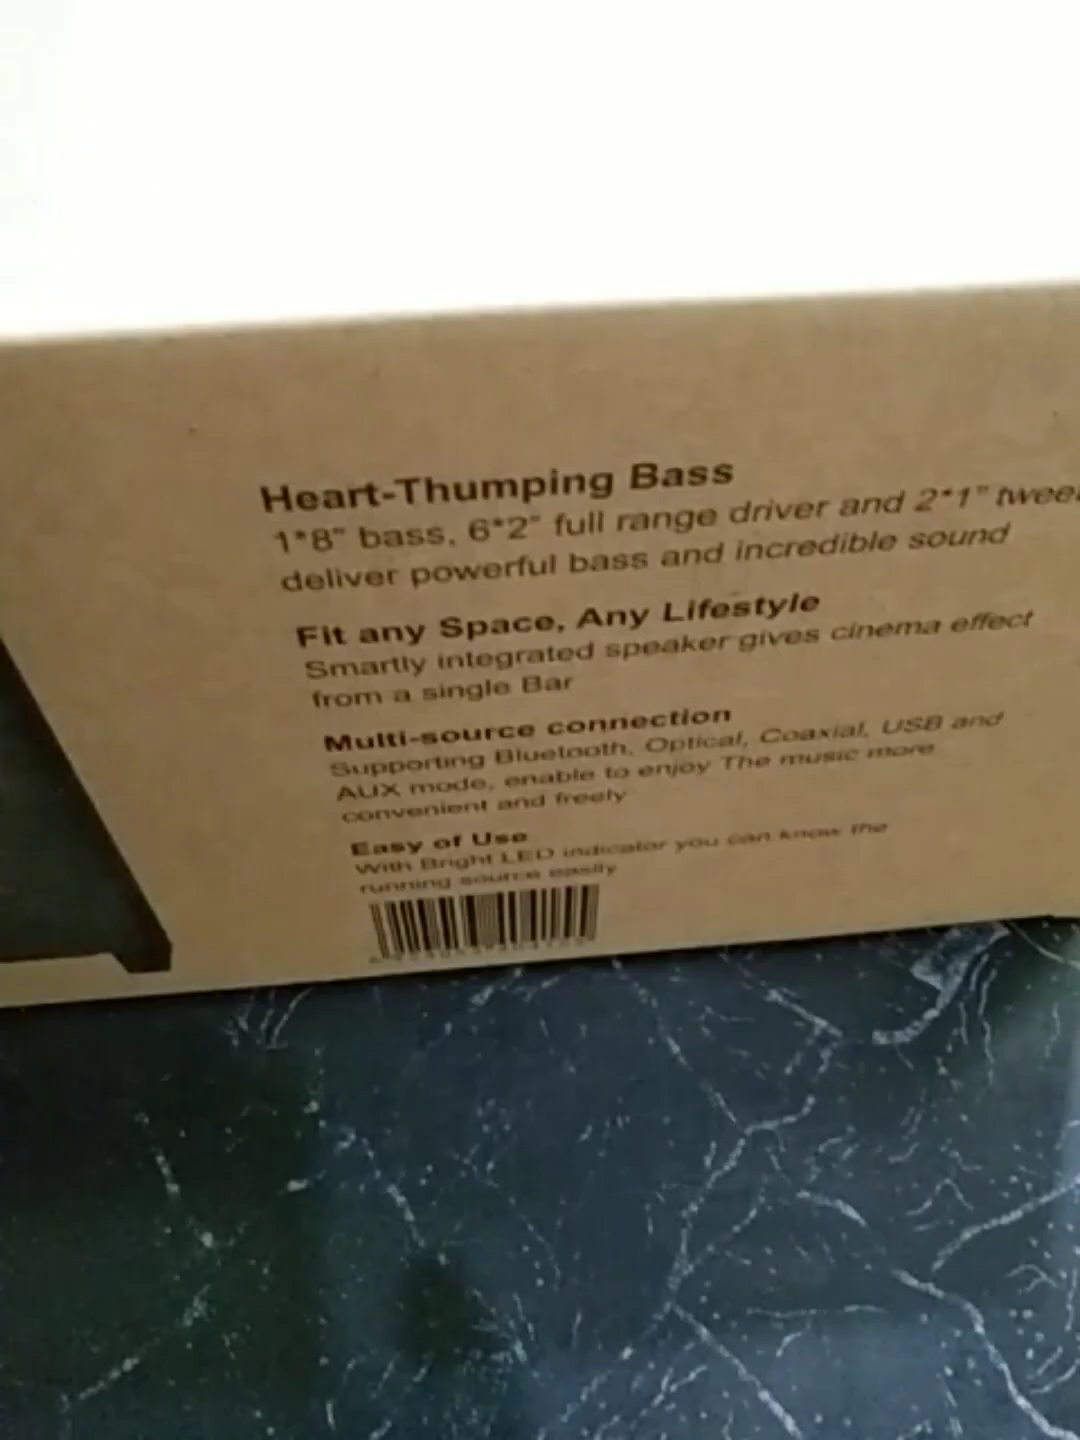 Heart-Thumping Bass
1*8" bass, 6*2" full range driver and 2*1"
deliver powerful bass and incredible sound
Fit any Space, Any Lifestyle
Smartly integrated speaker gives cinema effect
from a single Bar
Multi-source connection
Supporting Bluetooth, Optical, Coaxial, USB and
AUX mode, enable to enjoy The music more
convenient and freely
Easy of Use
With Bright LED indicator you can know the
running source easily